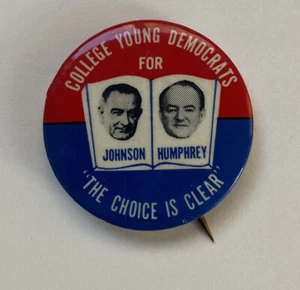 COLLEGE YOUNG DEMOCRATS
FOR
JOHNSON HUMPHREY
"THE CHOICE IS CLEAR"